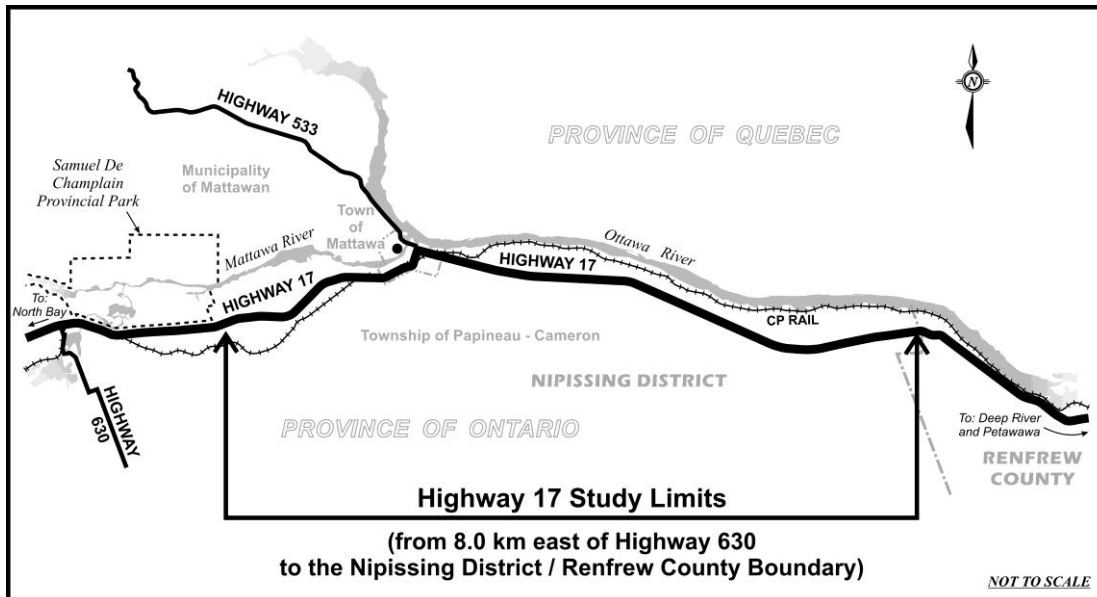 N
HIGHWAY 533
PROVINCE OF QUEBEC
Samuel De
Champlain
Provincial Park
Municipality
of Mattawan
Town
of
Mattawa
Mattawa River
Ottawa River
HIGHWAY 17
HIGHWAY 17
To:
North Bay
CP RAIL
Township of Papineau - Cameron
NIPISSING DISTRICT
HIGHWAY
630
PROVINCE OF ONTARIO
To: Deep River
and Petawawa
RENFREW
COUNTY
Highway 17 Study Limits
(from 8.0 km east of Highway 630
to the Nipissing District / Renfrew County Boundary)
NOT TO SCALE